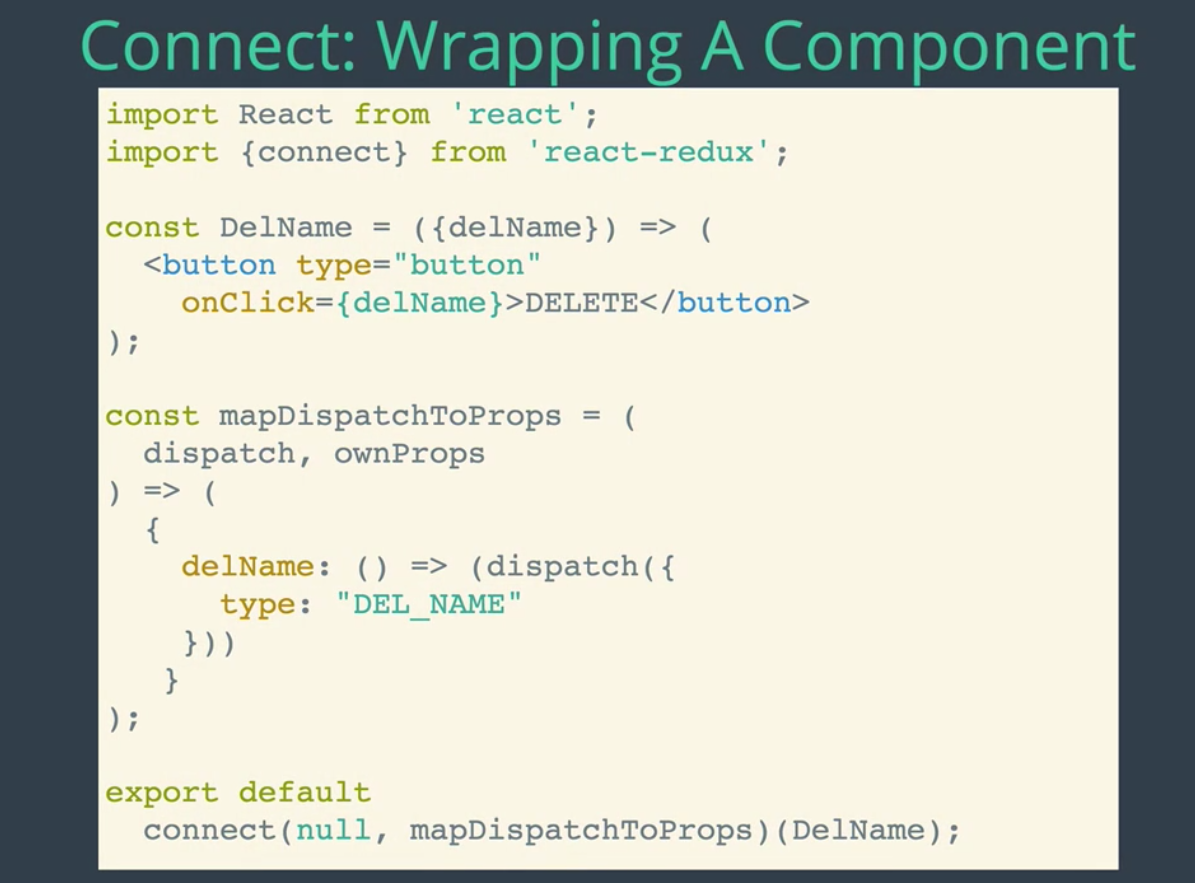 Connect: Wrapping A Component
import React from 'react';
import {connect} from 'react-redux';
const DelName = ({delName}) => (
  <button type="button"
    onClick={delName}>DELETE</button>
);
const mapDispatchToProps = (
  dispatch, ownProps
) => (
  {
    delName: () => (dispatch({
      type: "DEL_NAME"
    }))
   }
);
export default
  connect(null, mapDispatchToProps)(DelName);